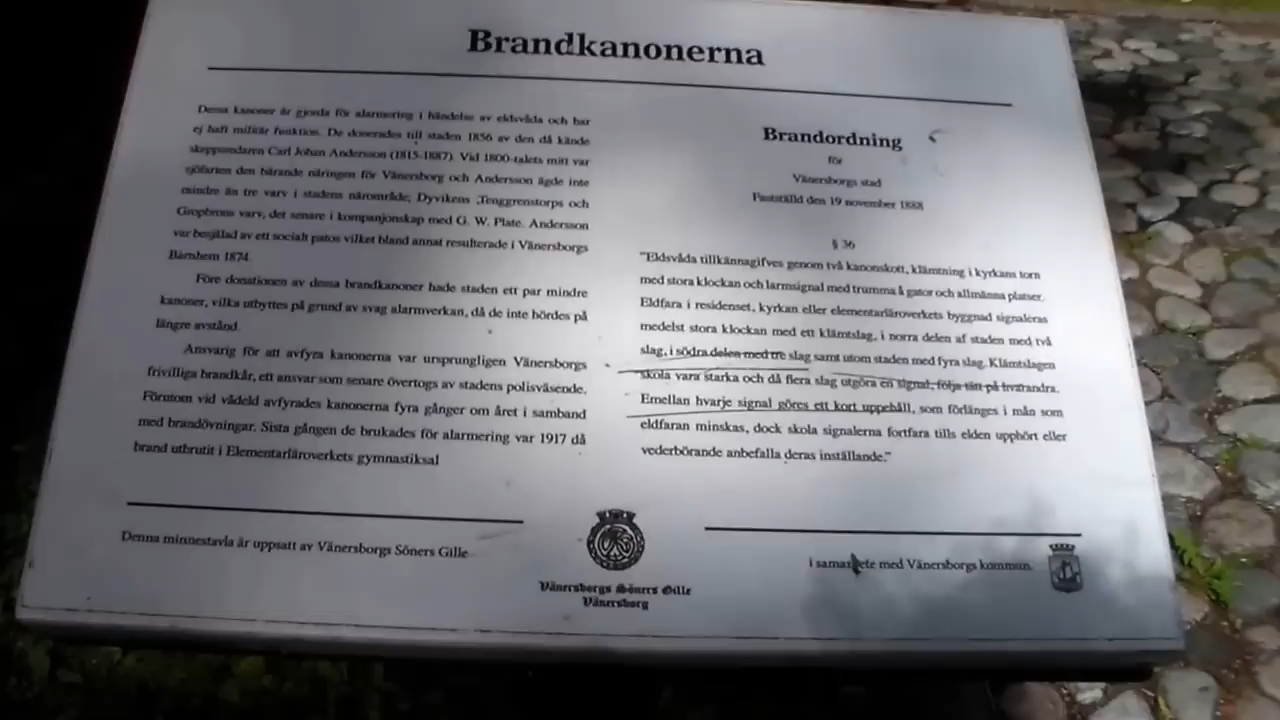 Brandkanonerna
Dessa kanoner är gjorda för alarmering i händelse av eldsvåda och har
ej haft militär funktion. De donerades till staden 1856 av den då kände
skeppsredaren Carl Johan Andersson (1815-1887). Vid 1800-talets mitt var
sjöfarten den bärande näringen för Vänersborg och Andersson ägde inte
mindre än tre varv i stadens närområde; Dyvikens ,Tenggrenstorps och
Gropbrons varv, det senare i kompanjonskap med G. W. Plate. Andersson
var besjälad av ett socialt patos vilket bland annat resulterade i Vänersborgs
Barnhem 1874.
Före donationen av dessa brandkanoner hade staden ett par mindre
kanoner, vilka utbyttes på grund av svag alarmverkan, då de inte hördes på
längre avstånd.
Ansvarig för att avfyra kanonerna var ursprungligen Vänersborgs
frivilliga brandkår, ett ansvar som senare övertogs av stadens polisväsende.
Förutom vid vådeld avfyrades kanonerna fyra gånger om året i samband
med brandövningar. Sista gången de brukades för alarmering var 1917 då
brand utbrutit i Elementarläroverkets gymnastiksal
Brandordning
för
Vänersborgs stad
Fastställd den 19 november 1888
§ 36
"Eldsvåda tillkännagifves genom två kanonskott, klämtning i kyrkans torn
med stora klockan och larmsignal med trumma å gator och allmänna platser.
Eldfara i residenset, kyrkan eller elementarläroverkets byggnad signaleras
medelst stora klockan med ett klämtslag, i norra delen af staden med två
slag, i södra delen med tre slag samt utom staden med fyra slag. Klämtslagen
skola vara starka och då flera slag utgöra en signal, följa tätt på hvarandra.
Emellan hvarje signal göres ett kort uppehåll, som förlänges i mån som
eldfaran minskas, dock skola signalerna fortfara tills elden upphört eller
vederbörande anbefalla deras inställande."
Denna minnestavla är uppsatt av Vänersborgs Söners Gille
i samarbete med Vänersborgs kommun.
Vänersborgs Söners Gille
Vänersborg